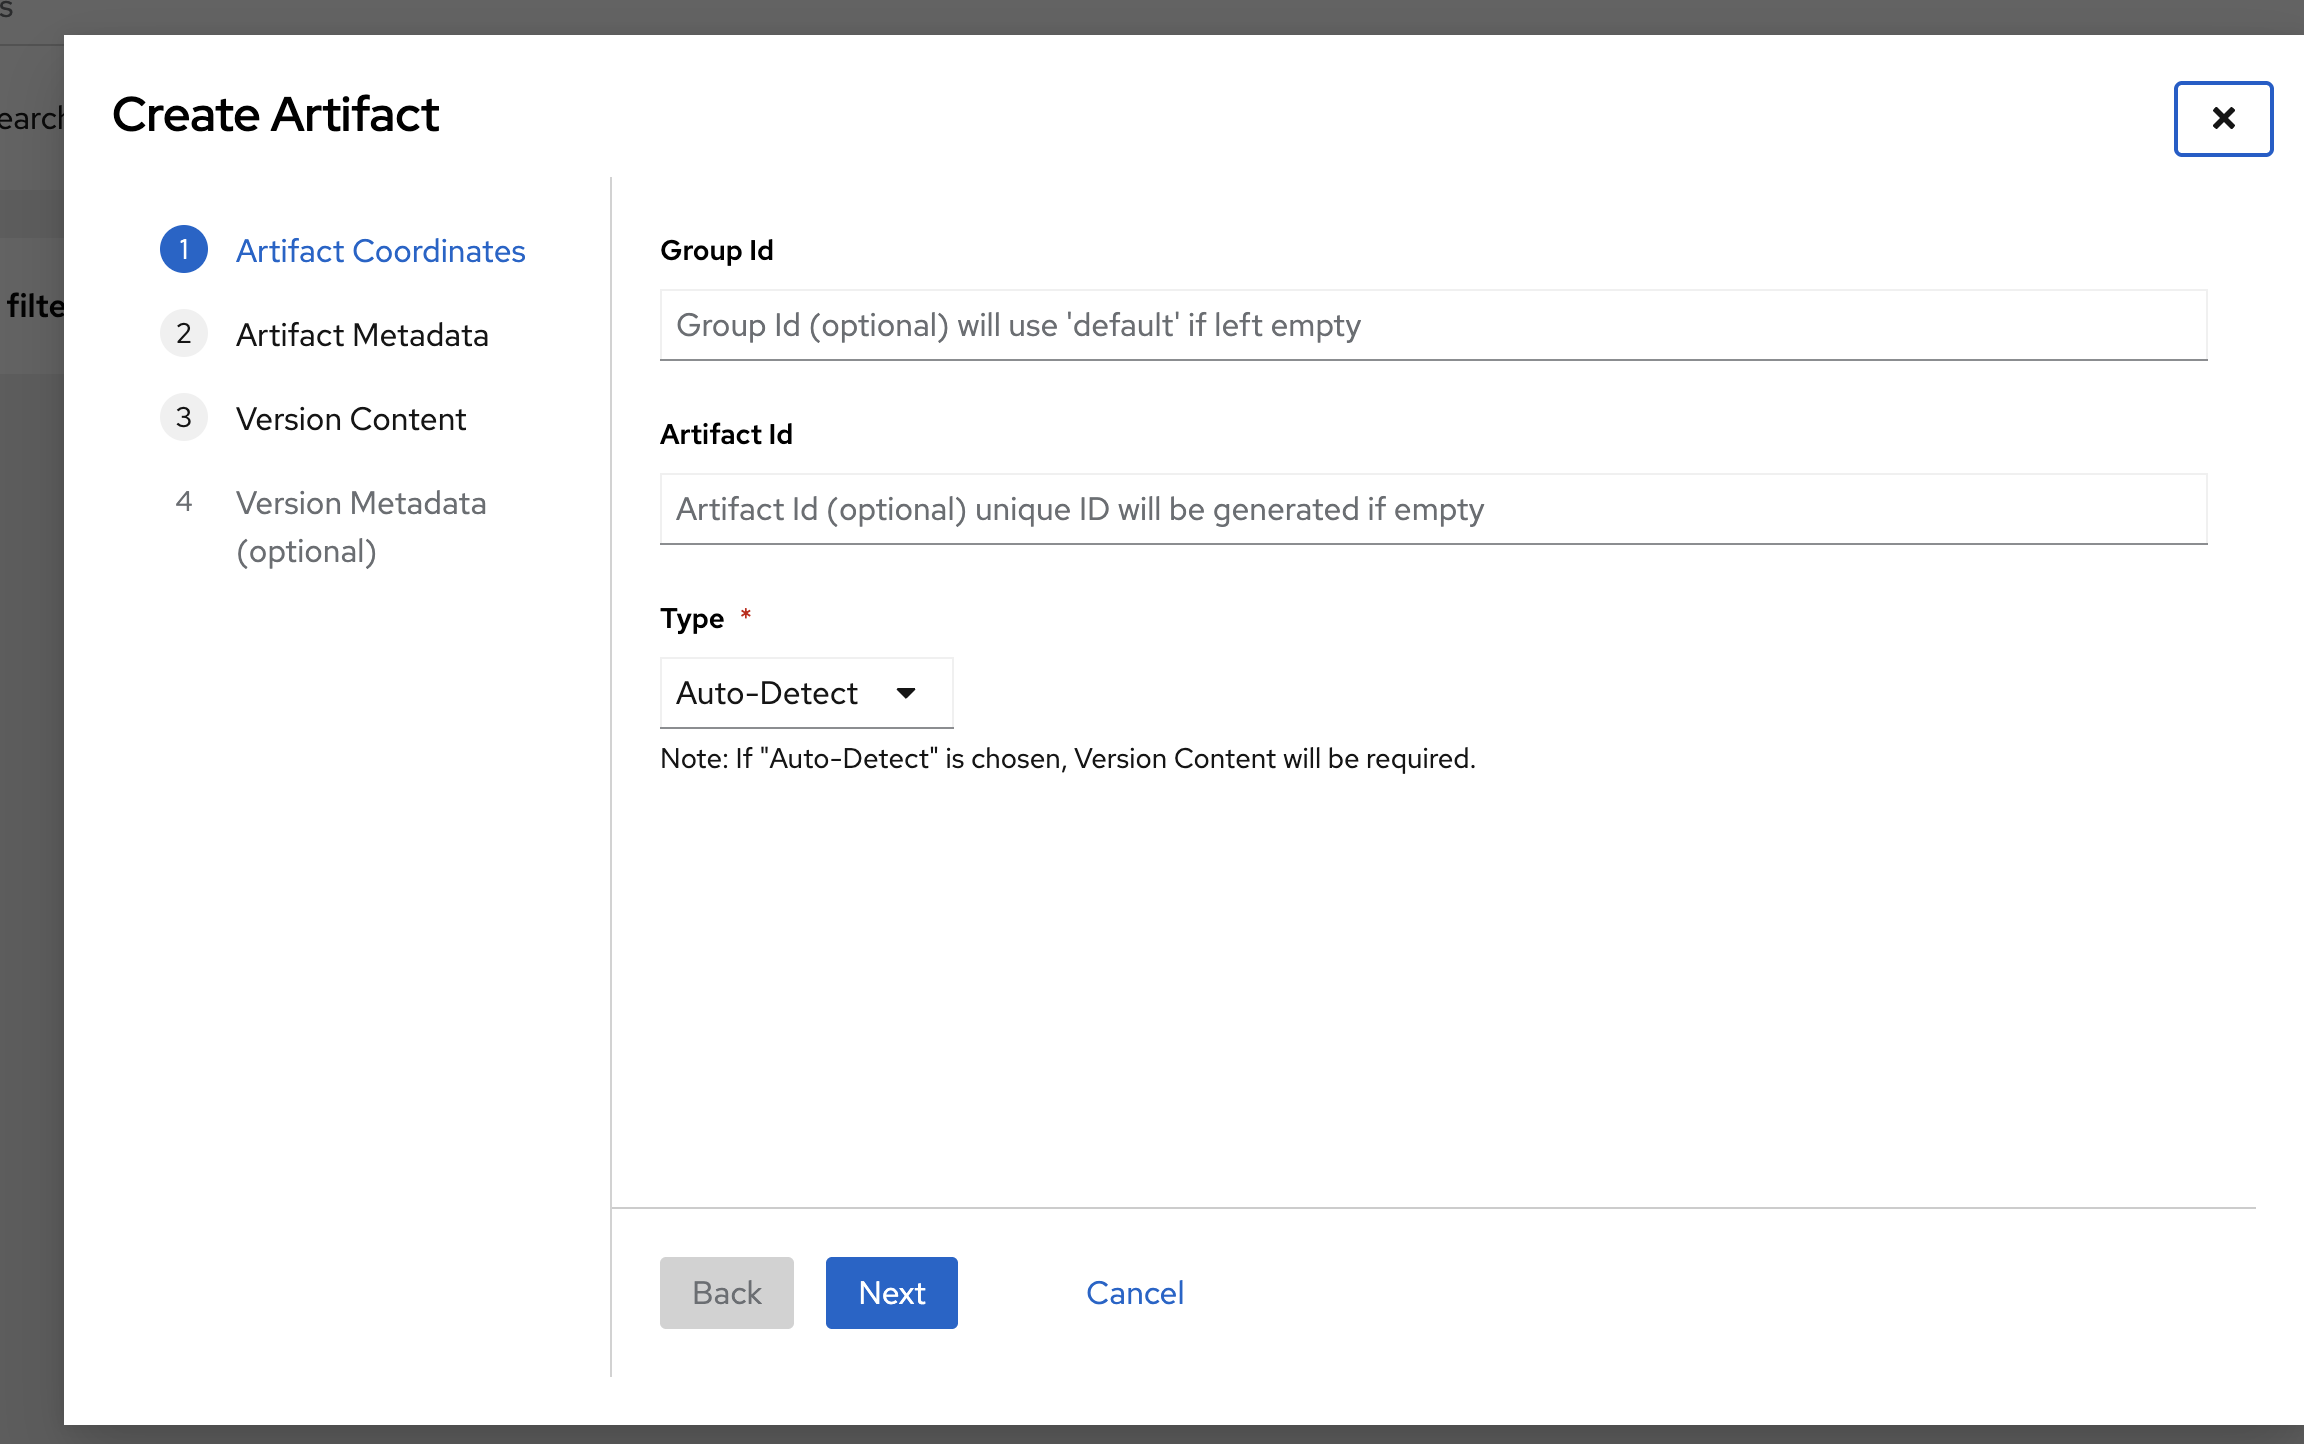 Create Artifact
1 Artifact Coordinates
2 Artifact Metadata
3 Version Content
4 Version Metadata
(optional)
Group Id
Group Id (optional) will use 'default' if left empty
Artifact Id
Artifact Id (optional) unique ID will be generated if empty
Type *
Auto-Detect
Note: If "Auto-Detect" is chosen, Version Content will be required.
Back
Next
Cancel